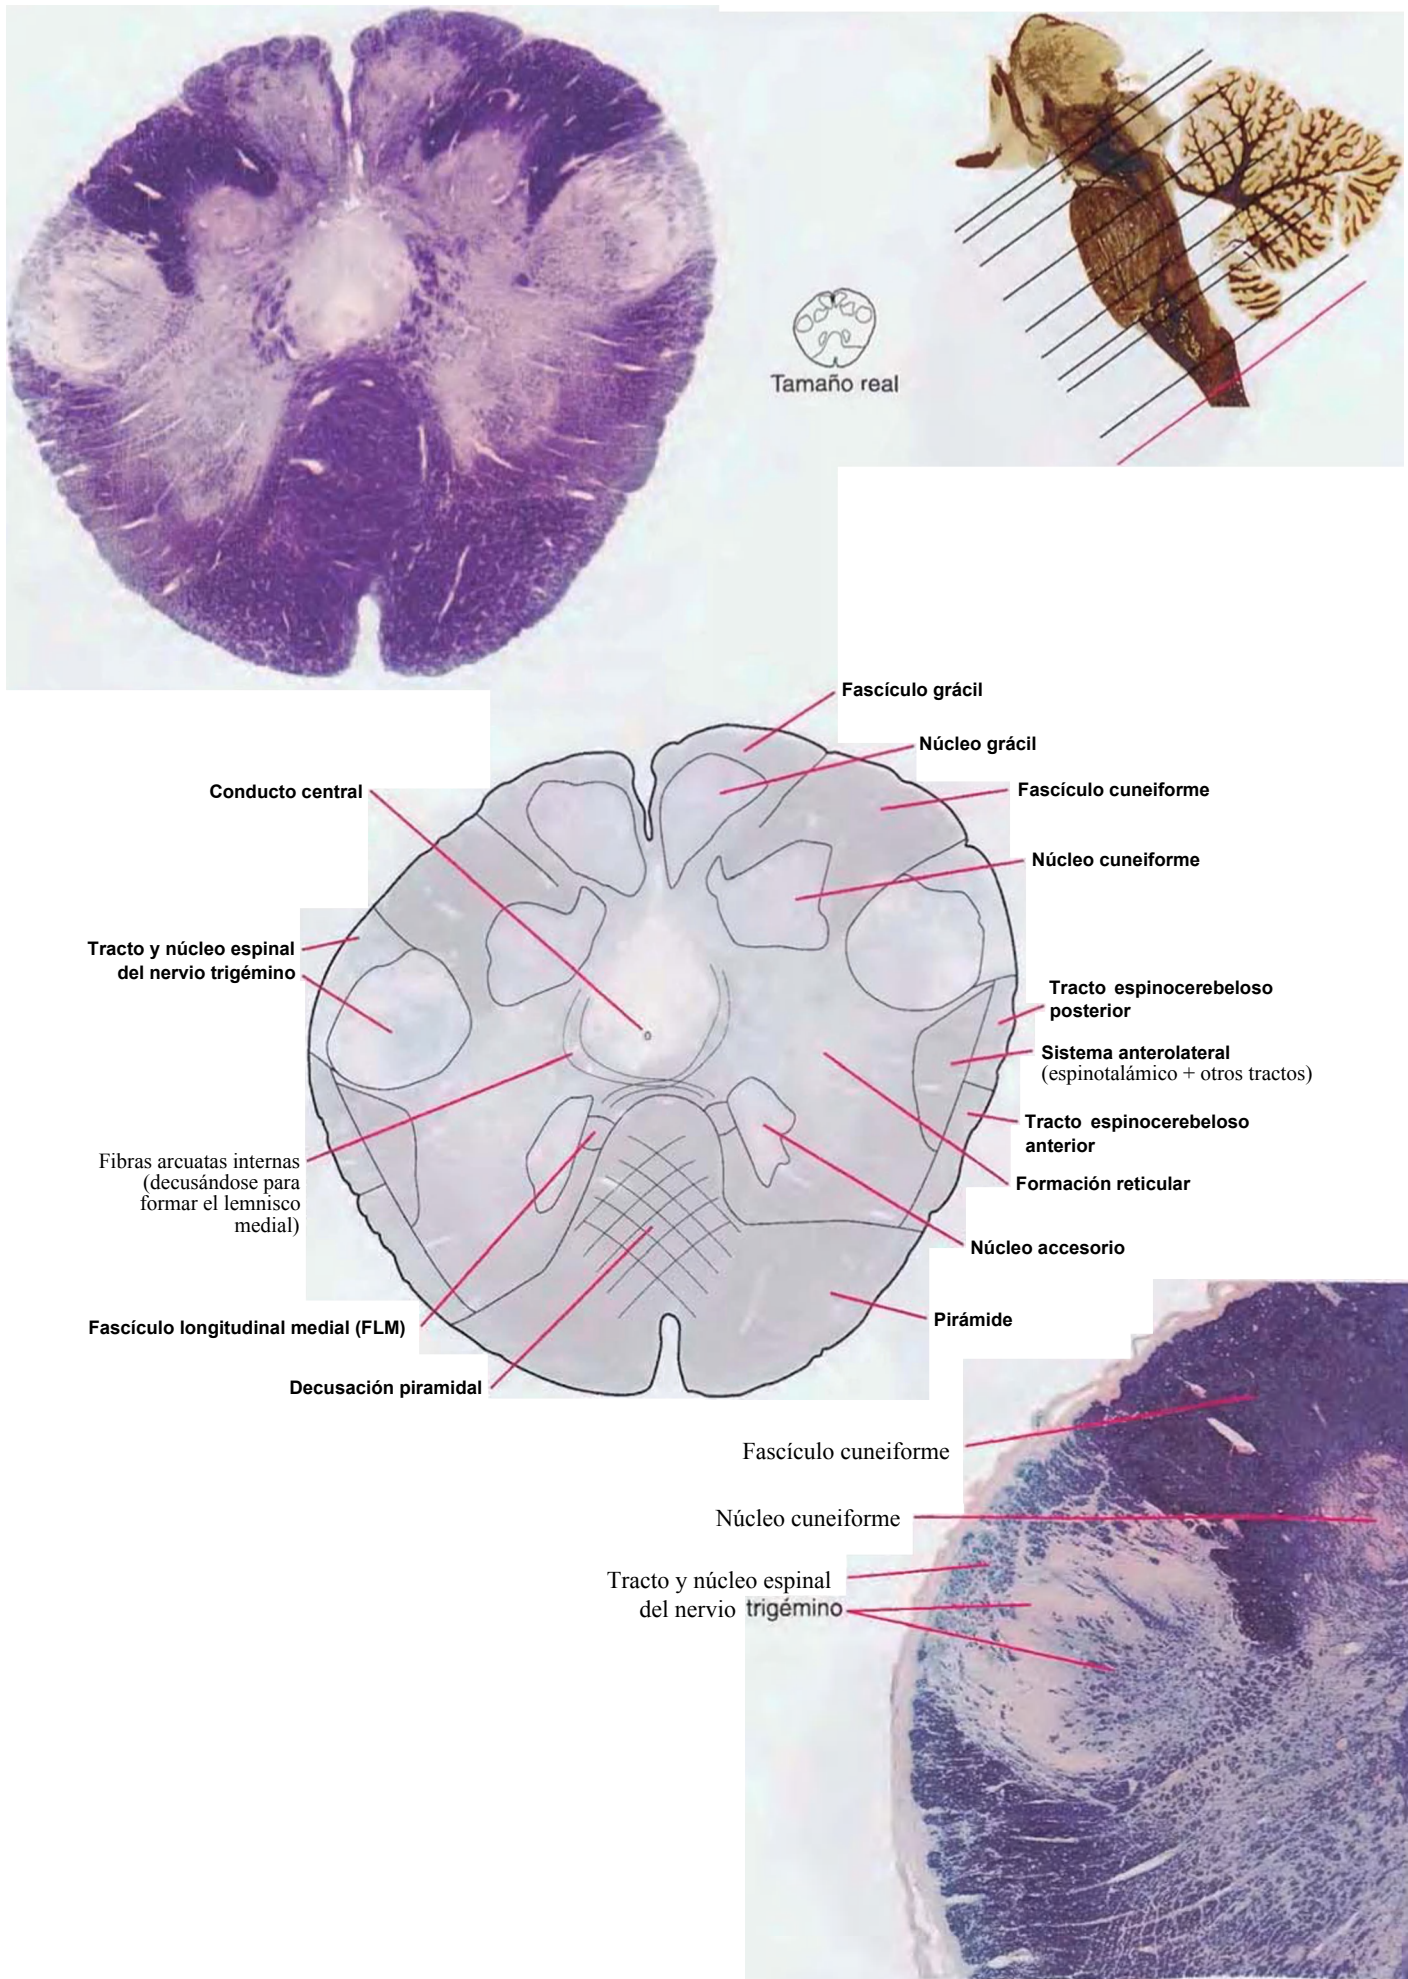 Tamaño real
Fascículo grácil
Núcleo grácil
Conducto central
Fascículo cuneiforme
Núcleo cuneiforme
Tracto y núcleo espinal
del nervio trigémino
Tracto espinocerebeloso
posterior
Sistema anterolateral
(espinotalámico + otros tractos)
Tracto espinocerebeloso
anterior
Fibras arcuatas internas
(decusándose para
formar el lemnisco
medial)
Formación reticular
Núcleo accesorio
Pirámide
Fascículo longitudinal medial (FLM)
Decusación piramidal
Fascículo cuneiforme
Núcleo cuneiforme
Tracto y núcleo espinal
del nervio trigémino